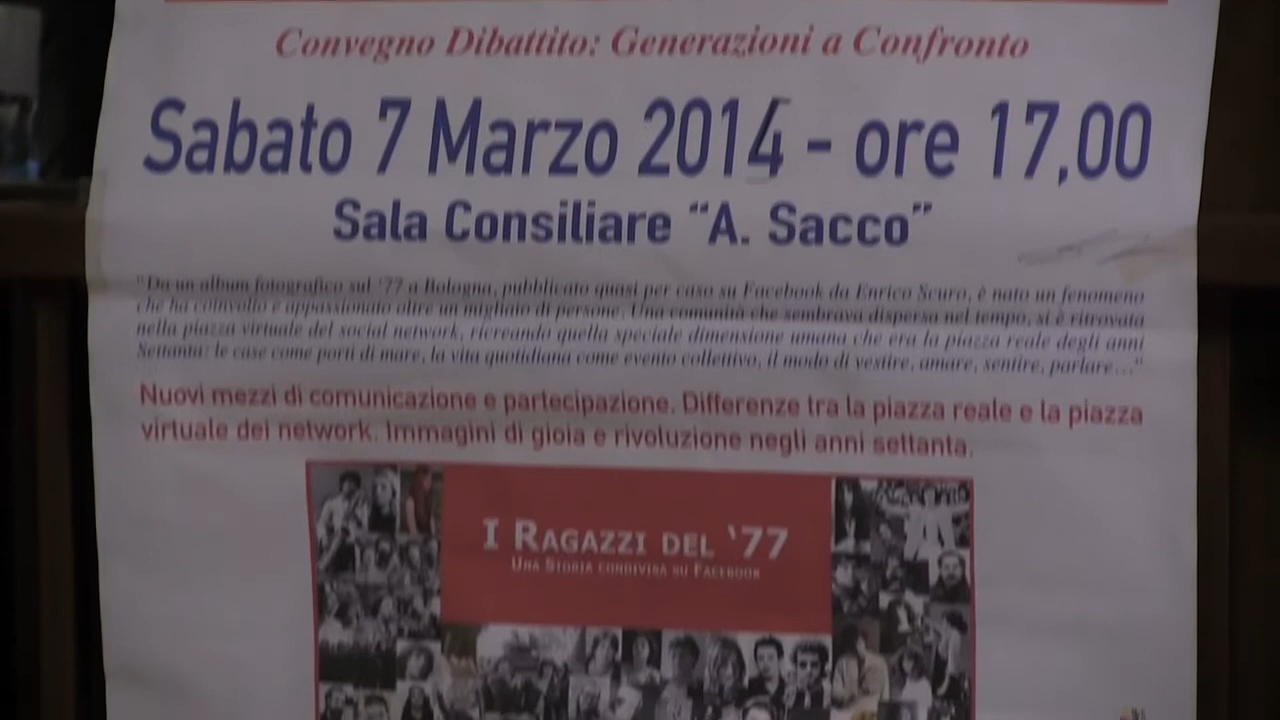 Convegno Dibattito: Generazioni a Confronto
Sabato 7 Marzo 2014 - ore 17,00
Sala Consiliare "A. Sacco"
"Da un album fotografico sul '77 a Bologna, pubblicato quasi per caso su Facebook da Enrico Scuro, è nato un fenomeno
che ha coinvolto e appassionato oltre un migliaio di persone. Una comunità che sembrava dispersa nel tempo, si è ritrovata
nella piazza virtuale del social network, ricreando quella speciale dimensione umana che era la piazza reale degli anni
Settanta: le case come porti di mare, la vita quotidiana come evento collettivo, il modo di vestire, amare, sentire, parlare..."
Nuovi mezzi di comunicazione e partecipazione. Differenze tra la piazza reale e la piazza
virtuale dei network. Immagini di gioia e rivoluzione negli anni settanta.
I RAGAZZI DEL '77
UNA STORIA CONDIVISA SU FACEBOOK